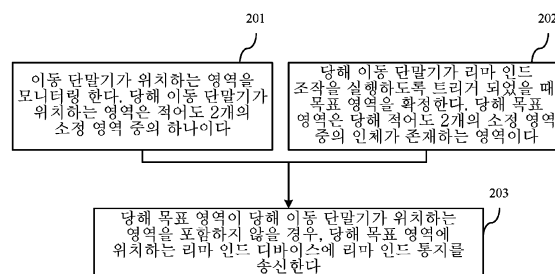 201
이동 단말기가 위치하는 영역을
모니터링 한다. 당해 이동 단말기가
위치하는 영역은 적어도 2개의
소정 영역 중의 하나이다
202
당해 이동 단말기가 리마 인드
조작을 실행하도록 트리거 되었을 때
목표 영역을 확정한다. 당해 목표
영역은 당해 적어도 2개의 소정 영역
중의 인체가 존재하는 영역이다
203
당해 목표 영역이 당해 이동 단말기가 위치하는
영역을 포함하지 않을 경우, 당해 목표 영역에
위치하는 리마 인드 디바이스에 리마 인드 통지를
송신한다